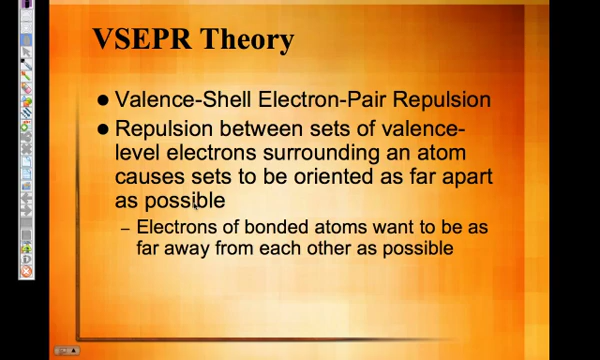 VSEPR Theory
● Valence-Shell Electron-Pair Repulsion
● Repulsion between sets of valence-
level electrons surrounding an atom
causes sets to be oriented as far apart
as possible
– Electrons of bonded atoms want to be as
far away from each other as possible